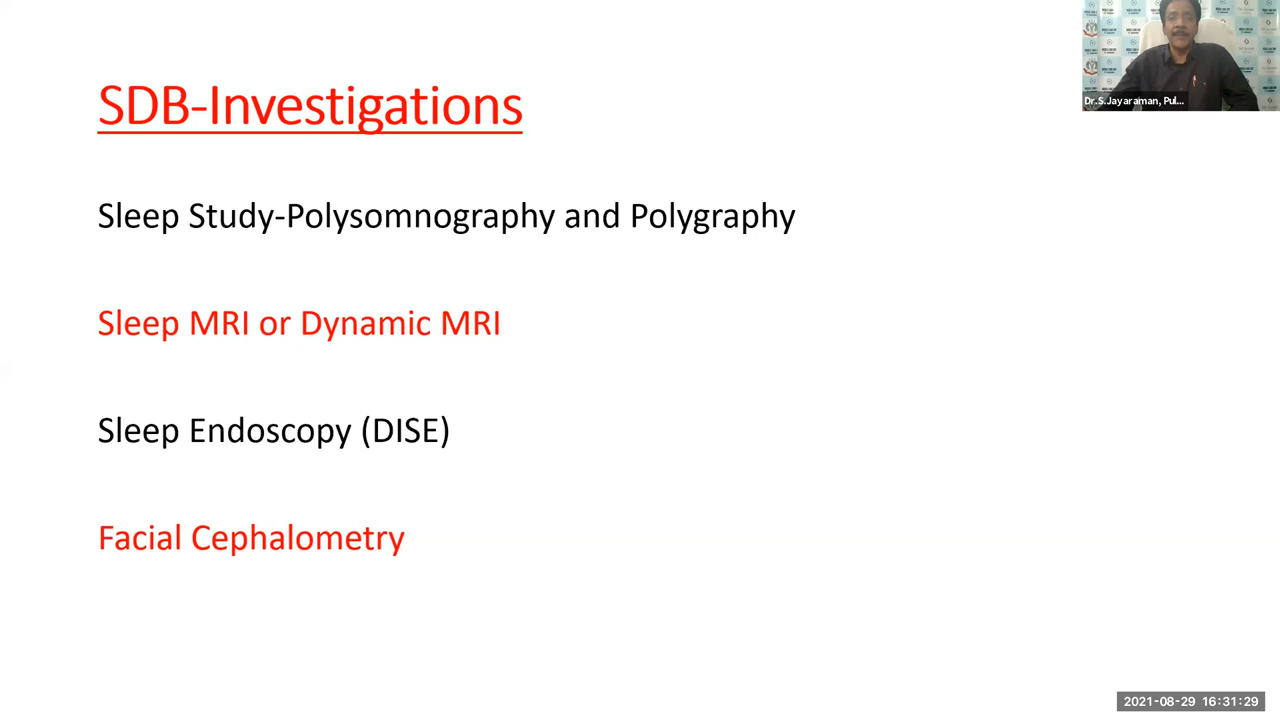 SDB-Investigations
Dr.S.Jayaraman, Pul...
Sleep Study-Polysomnography and Polygraphy
Sleep MRI or Dynamic MRI
Sleep Endoscopy (DISE)
Facial Cephalometry
2021-08-29 16:31:29